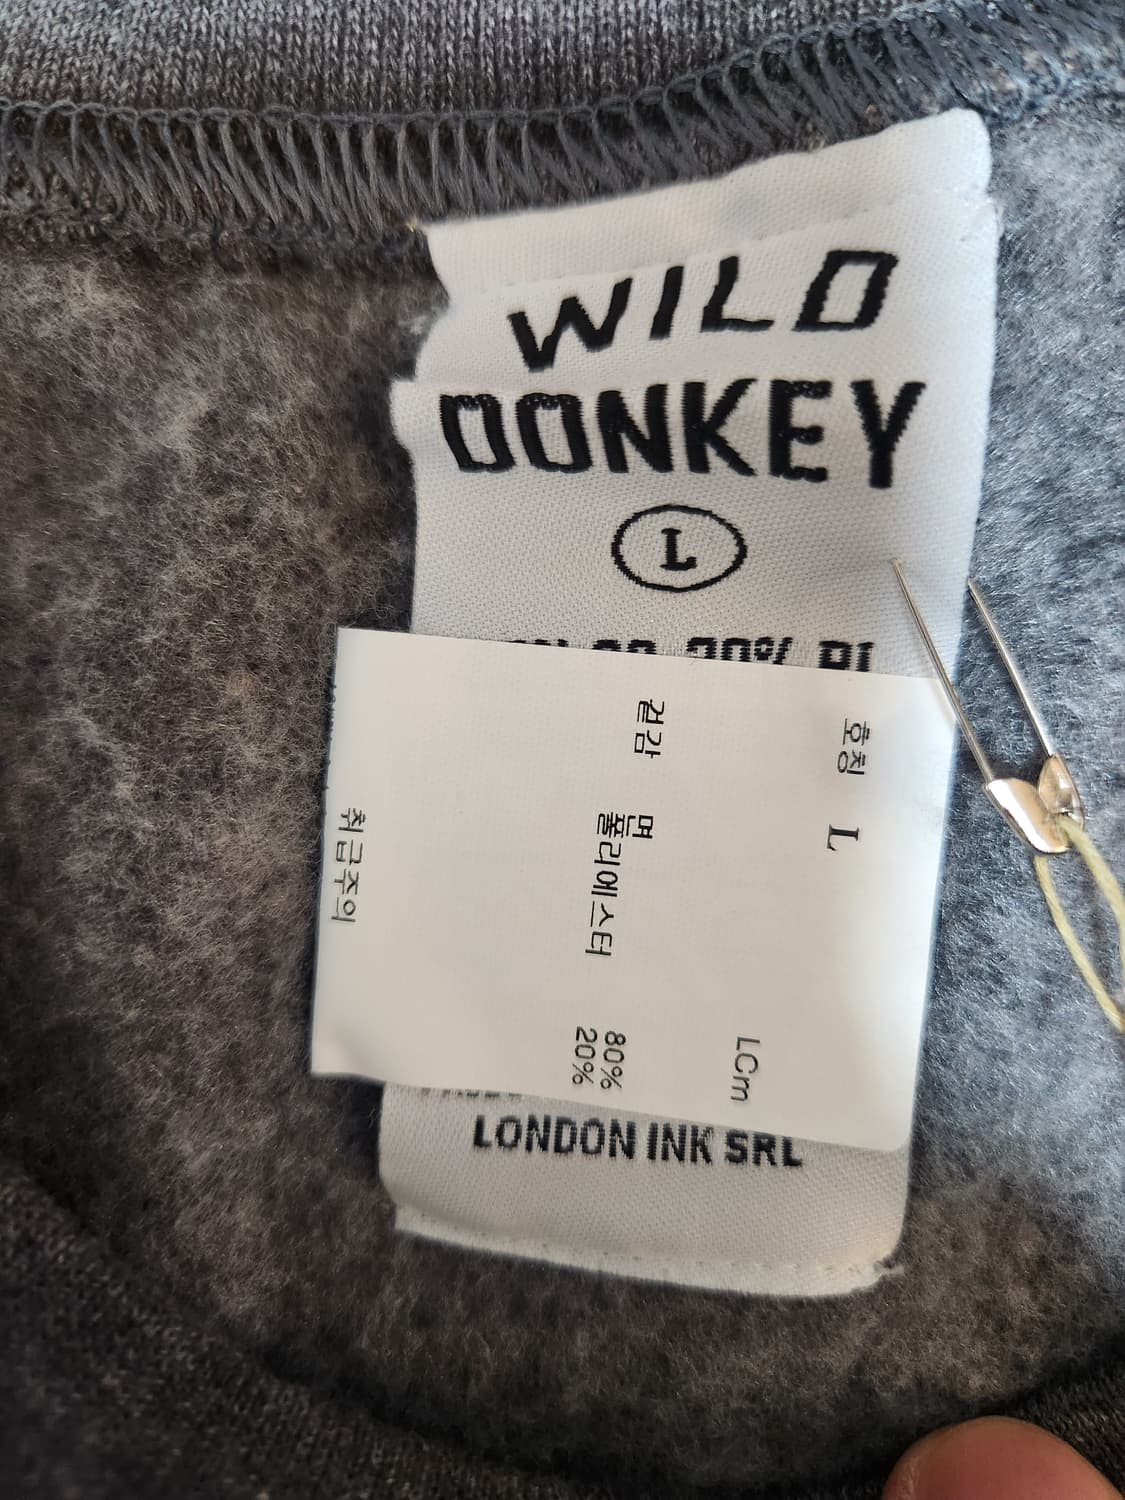 WILD
DONKEY
L
호칭 L
LCm
겉감 면 80%
폴리에스터 20%
취급주의
LONDON INK SRL